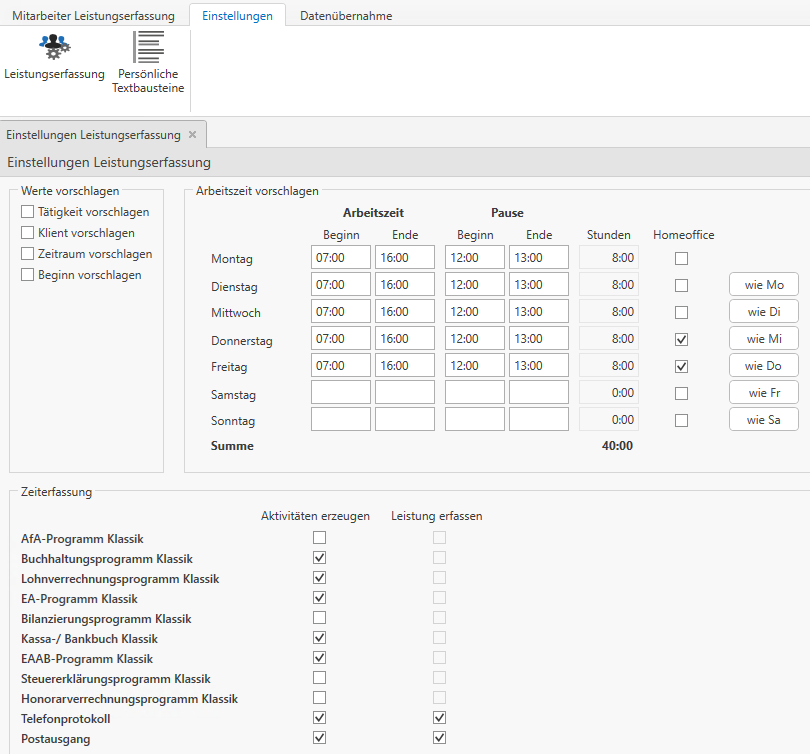 Mitarbeiter Leistungserfassung Einstellungen Datenübernahme
Leistungserfassung
Persönliche
Textbausteine
Einstellungen Leistungserfassung ×
Einstellungen Leistungserfassung
Werte vorschlagen
Tätigkeit vorschlagen
Klient vorschlagen
Zeitraum vorschlagen
Beginn vorschlagen
Arbeitszeit vorschlagen
Arbeitszeit Pause
Beginn Ende Beginn Ende Stunden Homeoffice
Montag 07:00 16:00 12:00 13:00 8:00
Dienstag 07:00 16:00 12:00 13:00 8:00 wie Mo
Mittwoch 07:00 16:00 12:00 13:00 8:00 wie Di
Donnerstag 07:00 16:00 12:00 13:00 8:00 wie Mi
Freitag 07:00 16:00 12:00 13:00 8:00 wie Do
Samstag 0:00 wie Fr
Sonntag 0:00 wie Sa
Summe 40:00
Zeiterfassung
Aktivitäten erzeugen Leistung erfassen
AfA-Programm Klassik
Buchhaltungsprogramm Klassik
Lohnverrechnungsprogramm Klassik
EA-Programm Klassik
Bilanzierungsprogramm Klassik
Kassa-/ Bankbuch Klassik
EAAB-Programm Klassik
Steuererklärungsprogramm Klassik
Honorarverrechnungsprogramm Klassik
Telefonprotokoll
Postausgang